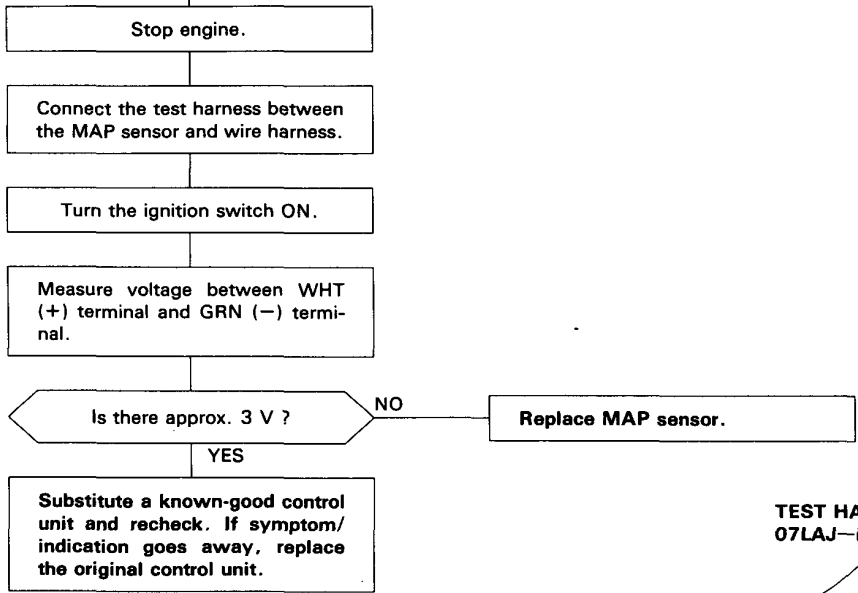 Stop engine.
Connect the test harness between
the MAP sensor and wire harness.
Turn the ignition switch ON.
Measure voltage between WHT
(+) terminal and GRN (−) termi-
nal.
Is there approx. 3 V ?
NO
Replace MAP sensor.
YES
Substitute a known-good control
unit and recheck. If symptom/
indication goes away, replace
the original control unit.
TEST HA
07LAJ—